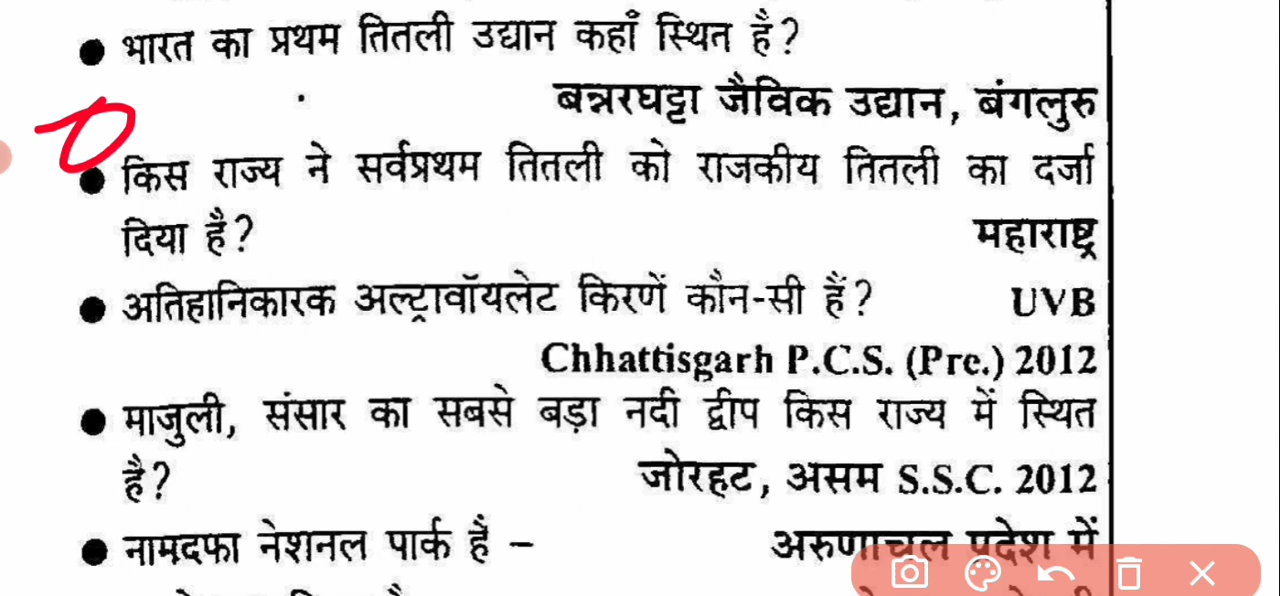 ● भारत का प्रथम तितली उद्यान कहाँ स्थित है?
बन्नरघट्टा जैविक उद्यान, बंगलुरु
● किस राज्य ने सर्वप्रथम तितली को राजकीय तितली का दर्जा
दिया है? महाराष्ट्र
● अतिहानिकारक अल्ट्रावॉयलेट किरणें कौन-सी हैं? UVB
Chhattisgarh P.C.S. (Pre.) 2012
● माजुली, संसार का सबसे बड़ा नदी द्वीप किस राज्य में स्थित
है? जोरहट, असम S.S.C. 2012
● नामदफा नेशनल पार्क है – अरुणाचल प्रदेश में